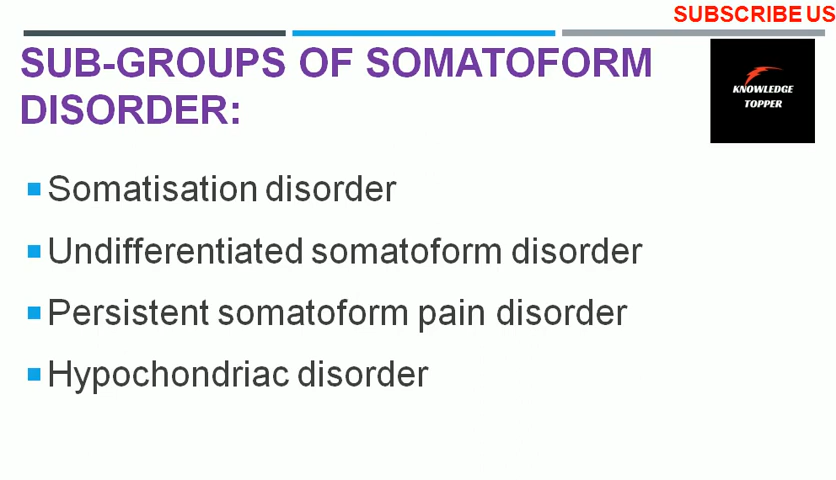 SUBSCRIBE US
SUB-GROUPS OF SOMATOFORM
DISORDER:
KNOWLEDGE
TOPPER
Somatisation disorder
Undifferentiated somatoform disorder
Persistent somatoform pain disorder
Hypochondriac disorder